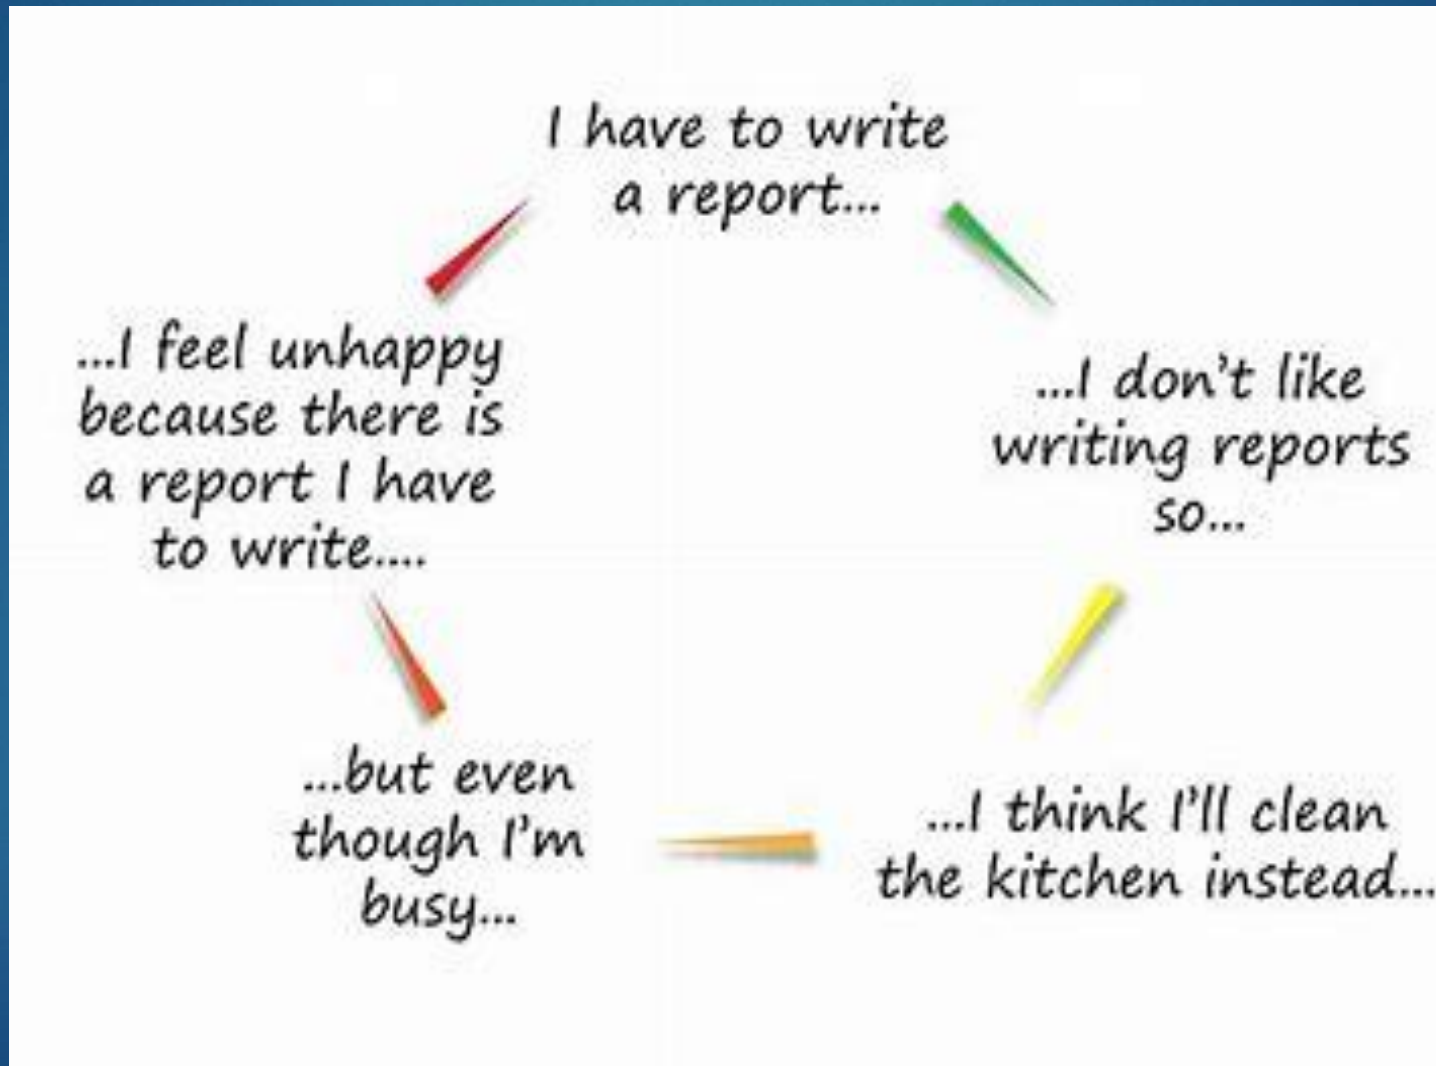 I have to write
a report...
...I don't like
writing reports
so...
...I think I'll clean
the kitchen instead...
...but even
though I'm
busy...
...I feel unhappy
because there is
a report I have
to write....